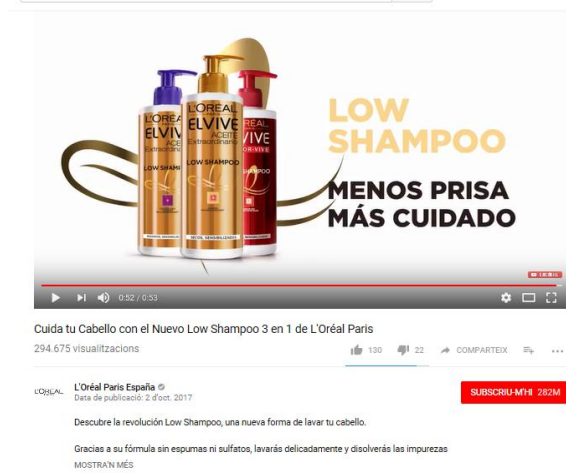 L'ORÉAL
ELVIVE
ACEITE
Extraordinario
LOW SHAMPOO
LOW
SHAMPOO
MENOS PRISA
MÁS CUIDADO
0:52 / 0:53
Cuida tu Cabello con el Nuevo Low Shampoo 3 en 1 de L'Oréal Paris
294.675 visualitzacions
130 22 COMPARTEIX
L'ORÉAL
L'Oréal Paris España
Data de publicació: 2 d'oct. 2017
SUBSCRIU-M'HI 282M
Descubre la revolución Low Shampoo, una nueva forma de lavar tu cabello.
Gracias a su fórmula sin espumas ni sulfatos, lavarás delicadamente y disolverás las impurezas
MOSTRA'N MÉS